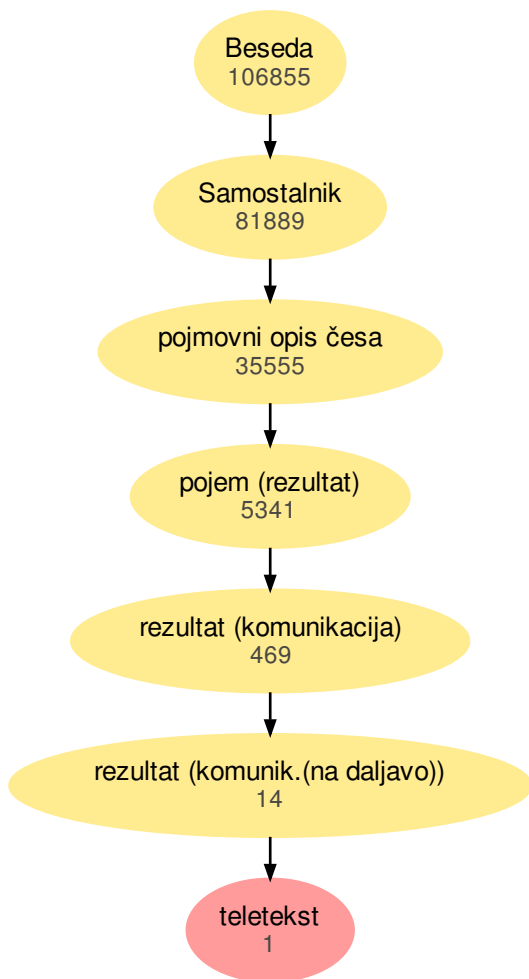 Beseda
106855
Samostalnik
81889
pojmovni opis česa
35555
pojem (rezultat)
5341
rezultat (komunikacija)
469
rezultat (komunik.(na daljavo))
14
teletekst
1